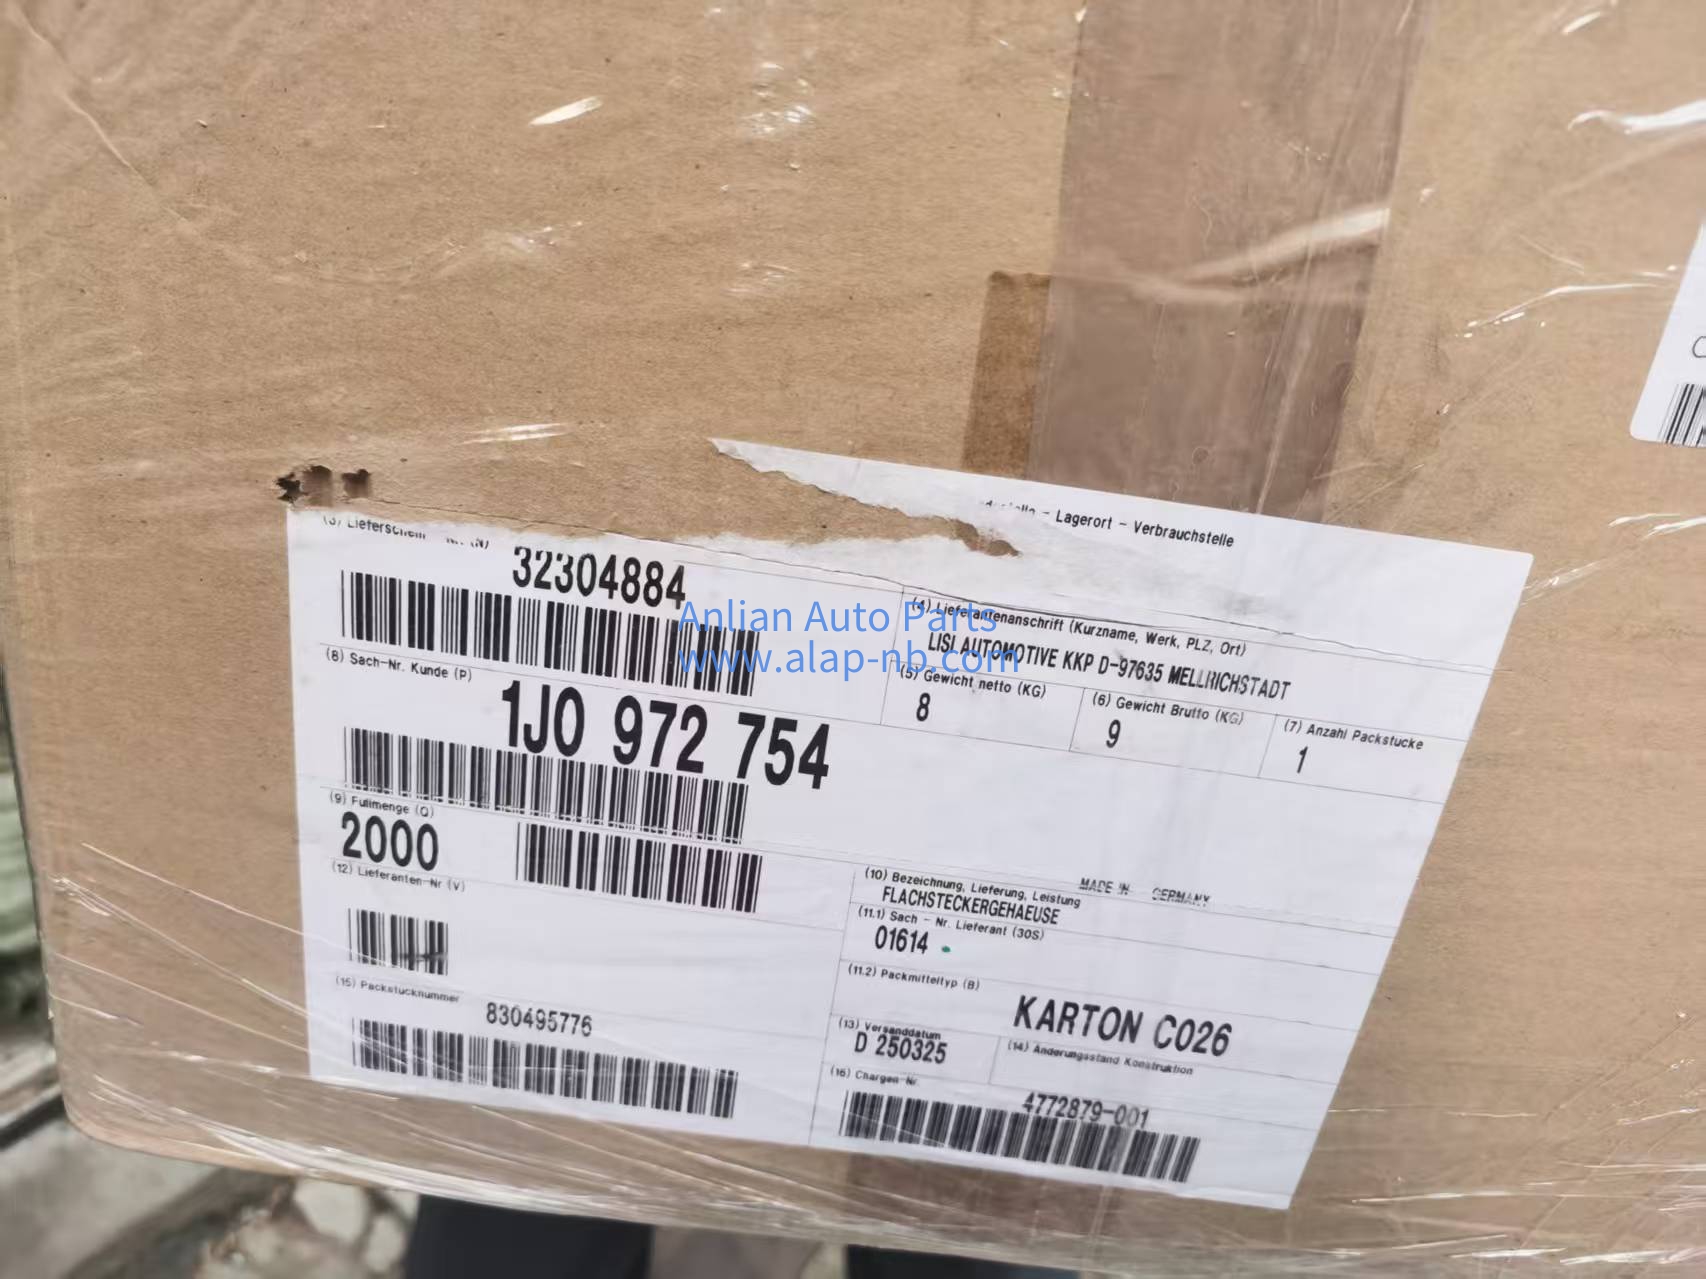 - Lagerort - Verbrauchstelle
(3) Lieferschein Nr. (N)
32304884
(4) Lieferantenanschrift (Kurzname, Werk, PLZ, Ort)
LISI AUTOMOTIVE KKP D-97635 MELLRICHSTADT
Anlian Auto Parts
www.alap-nb.com
(5) Gewicht netto (KG)
8
(6) Gewicht Brutto (KG)
9
(7) Anzahl Packstucke
1
(8) Sach-Nr. Kunde (P)
1J0 972 754
(9) Fullmenge (Q)
2000
(10) Bezeichnung, Lieferung, Leistung
MADE IN GERMANY
FLACHSTECKERGEHAEUSE
(11.1) Sach - Nr. Lieferant (30S)
01614
(11.2) Packmitteltyp (B)
KARTON C026
(12) Lieferanten-Nr (V)
(13) Versanddatum
D 250325
(14) Anderungsstand Konstruktion
(15) Packstucknummer
830495776
(16) Chargen-Nr.
4772879-001